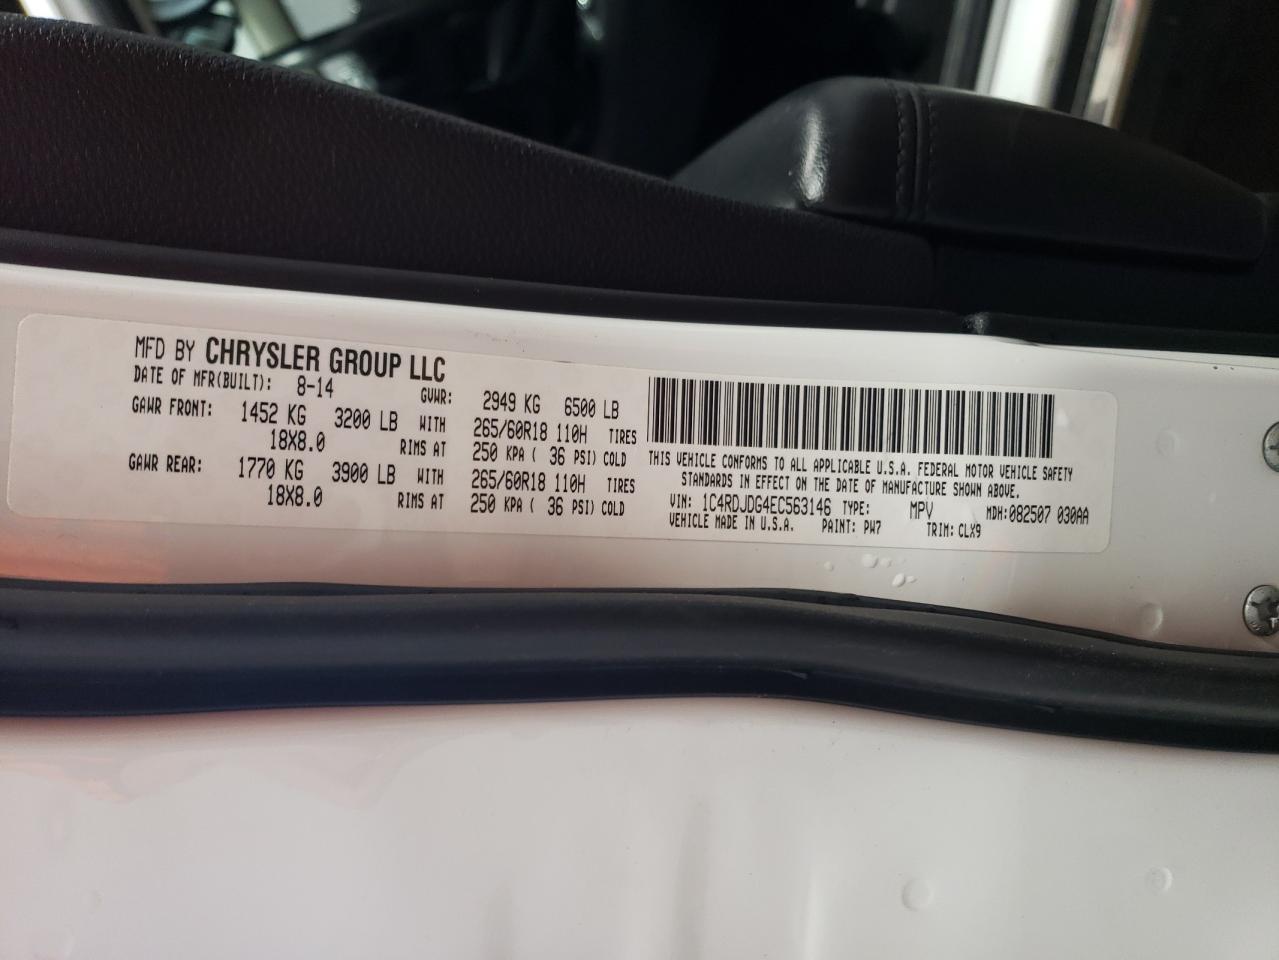 MFD BY CHRYSLER GROUP LLC
DATE OF MFR(BUILT): 8-14 GVWR: 2949 KG 6500 LB
GAWR FRONT: 1452 KG 3200 LB WITH 265/60R18 110H TIRES
18X8.0 RIMS AT 250 KPA ( 36 PSI) COLD
GAWR REAR: 1770 KG 3900 LB WITH 265/60R18 110H TIRES
18X8.0 RIMS AT 250 KPA ( 36 PSI) COLD
THIS VEHICLE CONFORMS TO ALL APPLICABLE U.S.A. FEDERAL MOTOR VEHICLE SAFETY
STANDARDS IN EFFECT ON THE DATE OF MANUFACTURE SHOWN ABOVE.
VIN: 1C4RDJDG4EC563146 TYPE: MPV MDH:082507 030AA
VEHICLE MADE IN U.S.A. PAINT: PW7 TRIM: CLX9